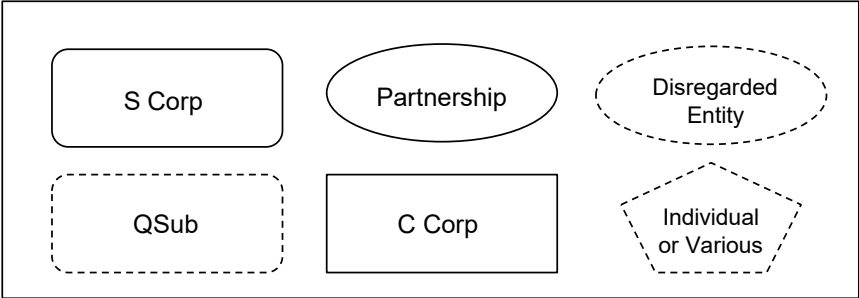 S Corp
Partnership
Disregarded
Entity
QSub
C Corp
Individual
or Various